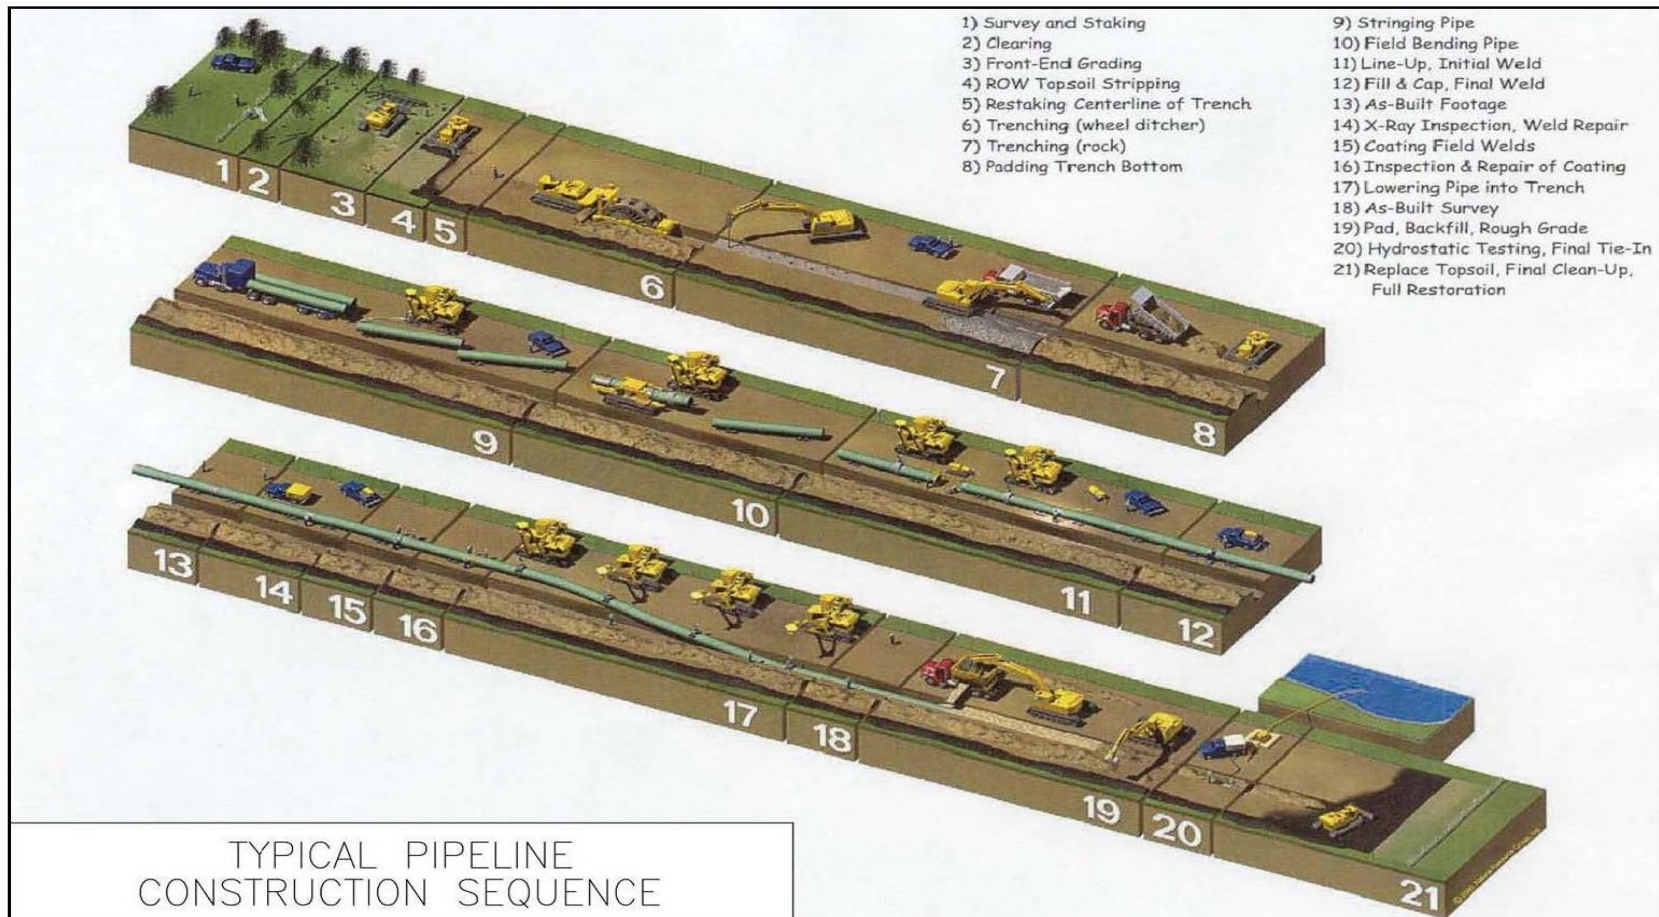 1) Survey and Staking
2) Clearing
3) Front-End Grading
4) ROW Topsoil Stripping
5) Restaking Centerline of Trench
6) Trenching (wheel ditcher)
7) Trenching (rock)
8) Padding Trench Bottom
9) Stringing Pipe
10) Field Bending Pipe
11) Line-Up, Initial Weld
12) Fill & Cap, Final Weld
13) As-Built Footage
14) X-Ray Inspection, Weld Repair
15) Coating Field Welds
16) Inspection & Repair of Coating
17) Lowering Pipe into Trench
18) As-Built Survey
19) Pad, Backfill, Rough Grade
20) Hydrostatic Testing, Final Tie-In
21) Replace Topsoil, Final Clean-Up,
Full Restoration
1
2
3
4
5
6
7
8
9
10
11
12
13
14
15
16
17
18
19
20
21
TYPICAL PIPELINE
CONSTRUCTION SEQUENCE